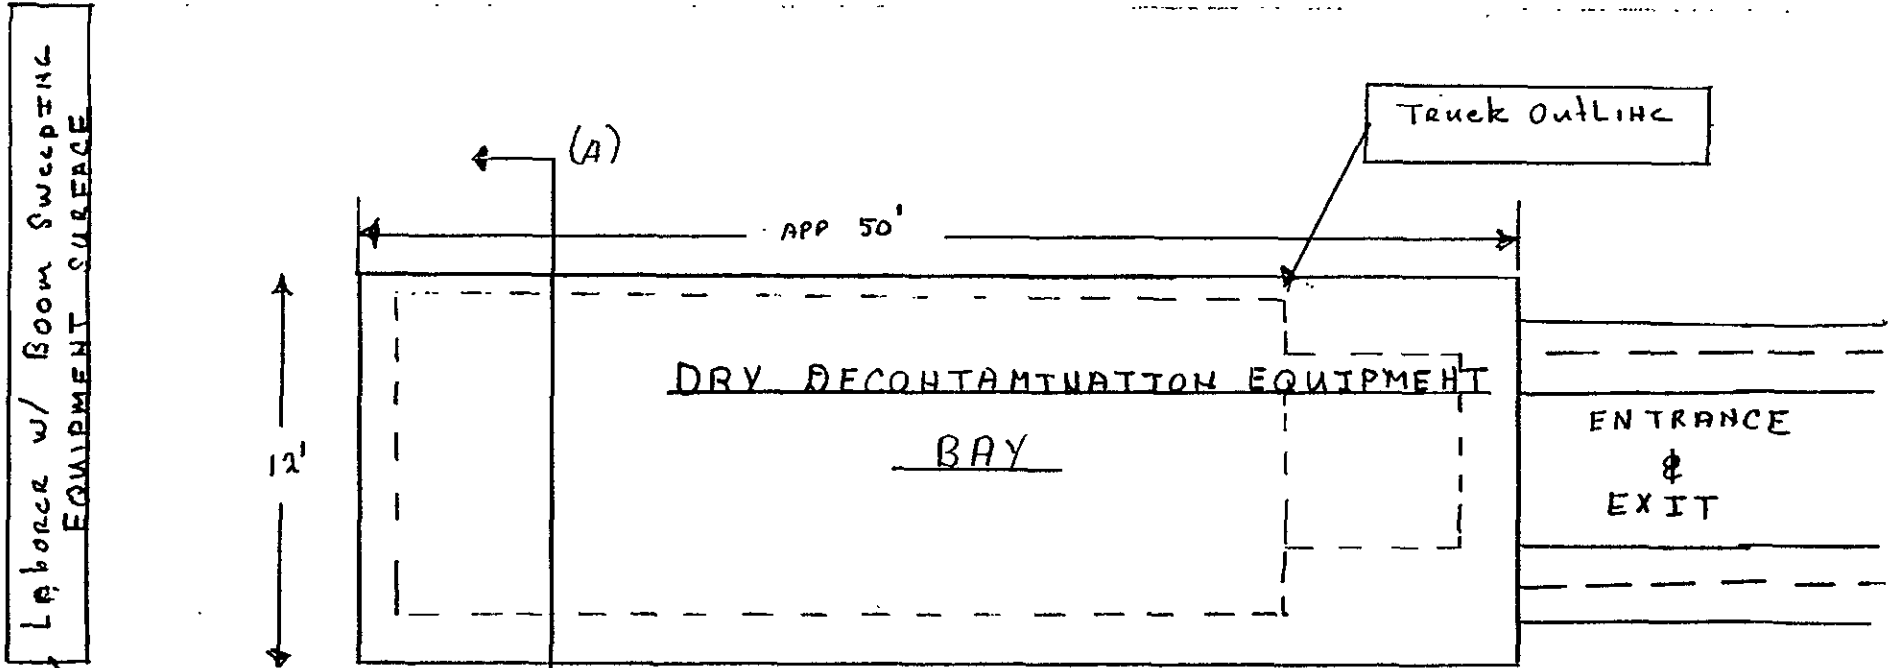 LABORER W/ BOOM SWEEPING
EQUIPMENT SURFACE
(A)
TRUCK OUTLINE
APP 50'
12'
DRY DECONTAMINATION EQUIPMENT
BAY
ENTRANCE
&
EXIT